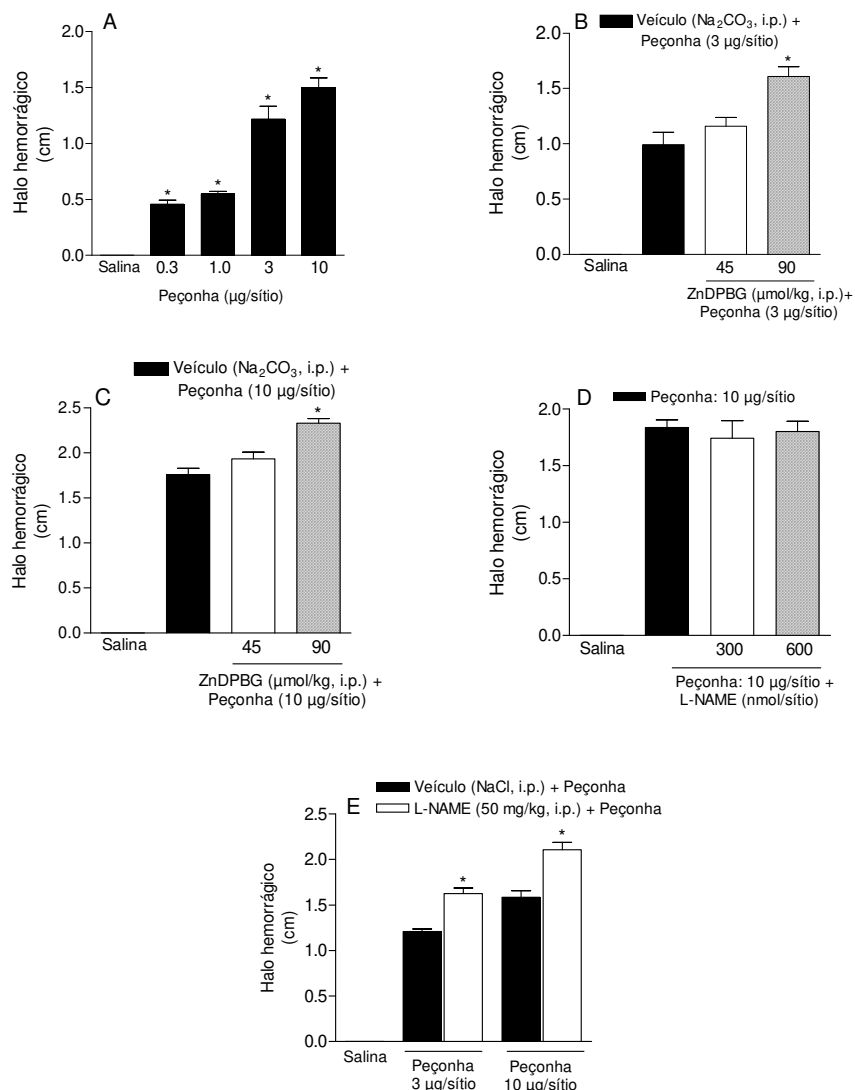 A
Halo hemorrágico
(cm)
2.0
1.5
1.0
0.5
0.0
*
*
*
*
Salina 0.3 1.0 3 10
Peçonha (µg/sítio)
B
Veículo (Na₂CO₃, i.p.) +
Peçonha (3 µg/sítio)
Halo hemorrágico
(cm)
2.0
1.5
1.0
0.5
0.0
*
Salina 45 90
ZnDPBG (µmol/kg, i.p.)+
Peçonha (3 µg/sítio)
C
Veículo (Na₂CO₃, i.p.) +
Peçonha (10 µg/sítio)
Halo hemorrágico
(cm)
2.5
2.0
1.5
1.0
0.5
0.0
*
Salina 45 90
ZnDPBG (µmol/kg, i.p.) +
Peçonha (10 µg/sítio)
D
Peçonha: 10 µg/sítio
Halo hemorrágico
(cm)
2.0
1.5
1.0
0.5
0.0
Salina 300 600
Peçonha: 10 µg/sítio +
L-NAME (nmol/sítio)
E
Veículo (NaCl, i.p.) + Peçonha
L-NAME (50 mg/kg, i.p.) + Peçonha
Halo hemorrágico
(cm)
2.5
2.0
1.5
1.0
0.5
0.0
*
*
Salina
Peçonha
3 µg/sítio
Peçonha
10 µg/sítio